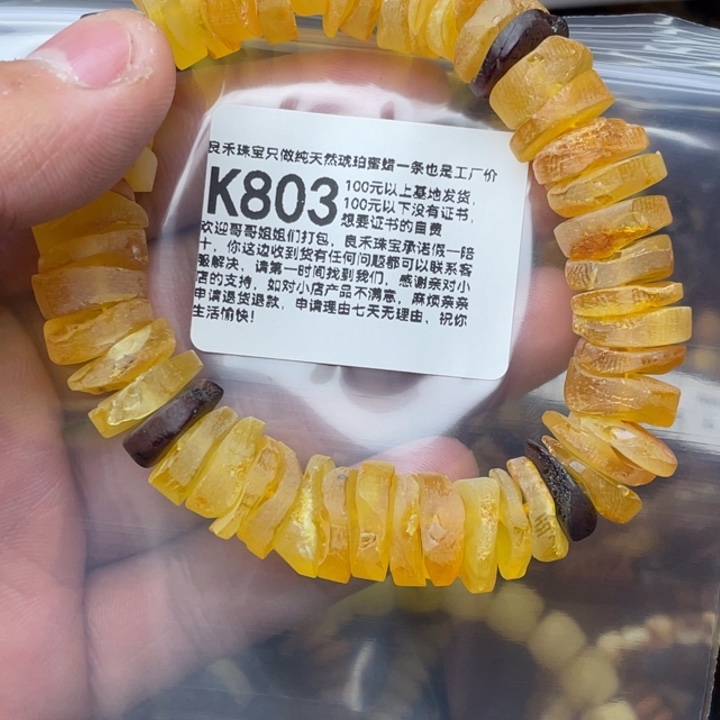 良禾珠宝只做纯天然琥珀蜜蜡一条也是工厂价
K803
100元以上基地发货，
100元以下没有证书，
想要证书的自费
欢迎哥哥姐姐们打包，良禾珠宝承诺假一赔
十，你这边收到货有任何问题都可以联系客
服解决，请第一时间找到我们，感谢亲对小
店的支持，如对小店产品不满意，麻烦亲亲
申请退货退款，申请理由七天无理由，祝你
生活愉快！